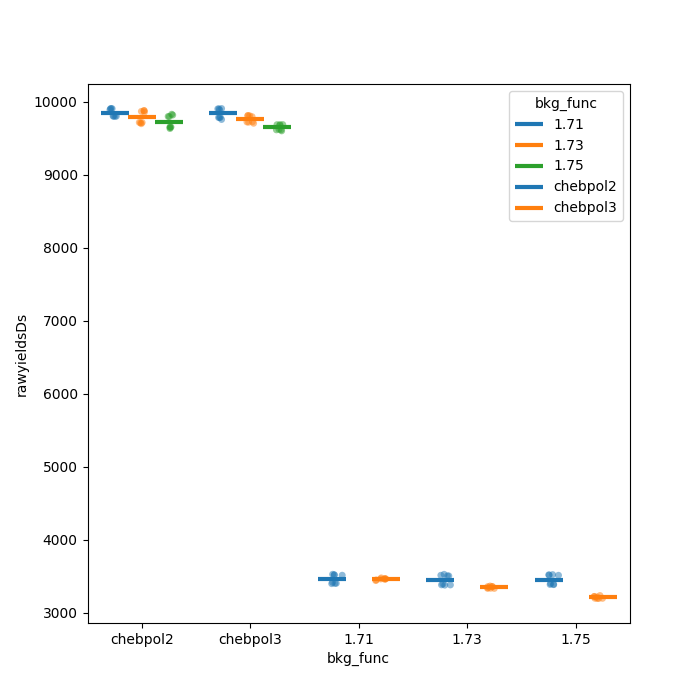 bkg_func
1.71
1.73
1.75
chebpol2
chebpol3
10000
9000
8000
7000
6000
5000
4000
3000
rawyieldsDs
chebpol2 chebpol3 1.71 1.73 1.75
bkg_func